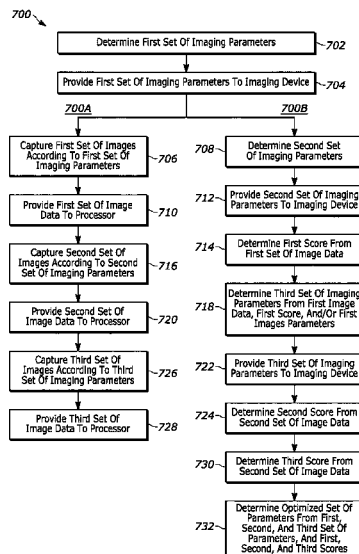 700
Determine First Set Of Imaging Parameters
702
Provide First Set Of Imaging Parameters To Imaging Device
704
700A
700B
Capture First Set Of
Images According To First Set Of
Imaging Parameters
706
Provide First Set Of Image
Data To Processor
710
Capture Second Set Of
Images According To Second
Set Of Imaging Parameters
716
Provide Second Set Of
Image Data To Processor
720
Capture Third Set Of
Images According To Third
Set Of Imaging Parameters
726
Provide Third Set Of
Image Data To Processor
728
708
Determine Second Set
Of Imaging Parameters
712
Provide Second Set Of Imaging
Parameters To Imaging Device
714
Determine First Score From
First Set Of Image Data
718
Determine Third Set Of Imaging
Parameters From First Image
Data, First Score, And/Or First
Images Parameters
722
Provide Third Set Of Imaging
Parameters To Imaging Device
724
Determine Second Score From
Second Set Of Image Data
730
Determine Third Score From
Second Set Of Image Data
732
Determine Optimized Set Of
Parameters From First,
Second, And Third Set Of
Parameters, And First,
Second, And Third Scores